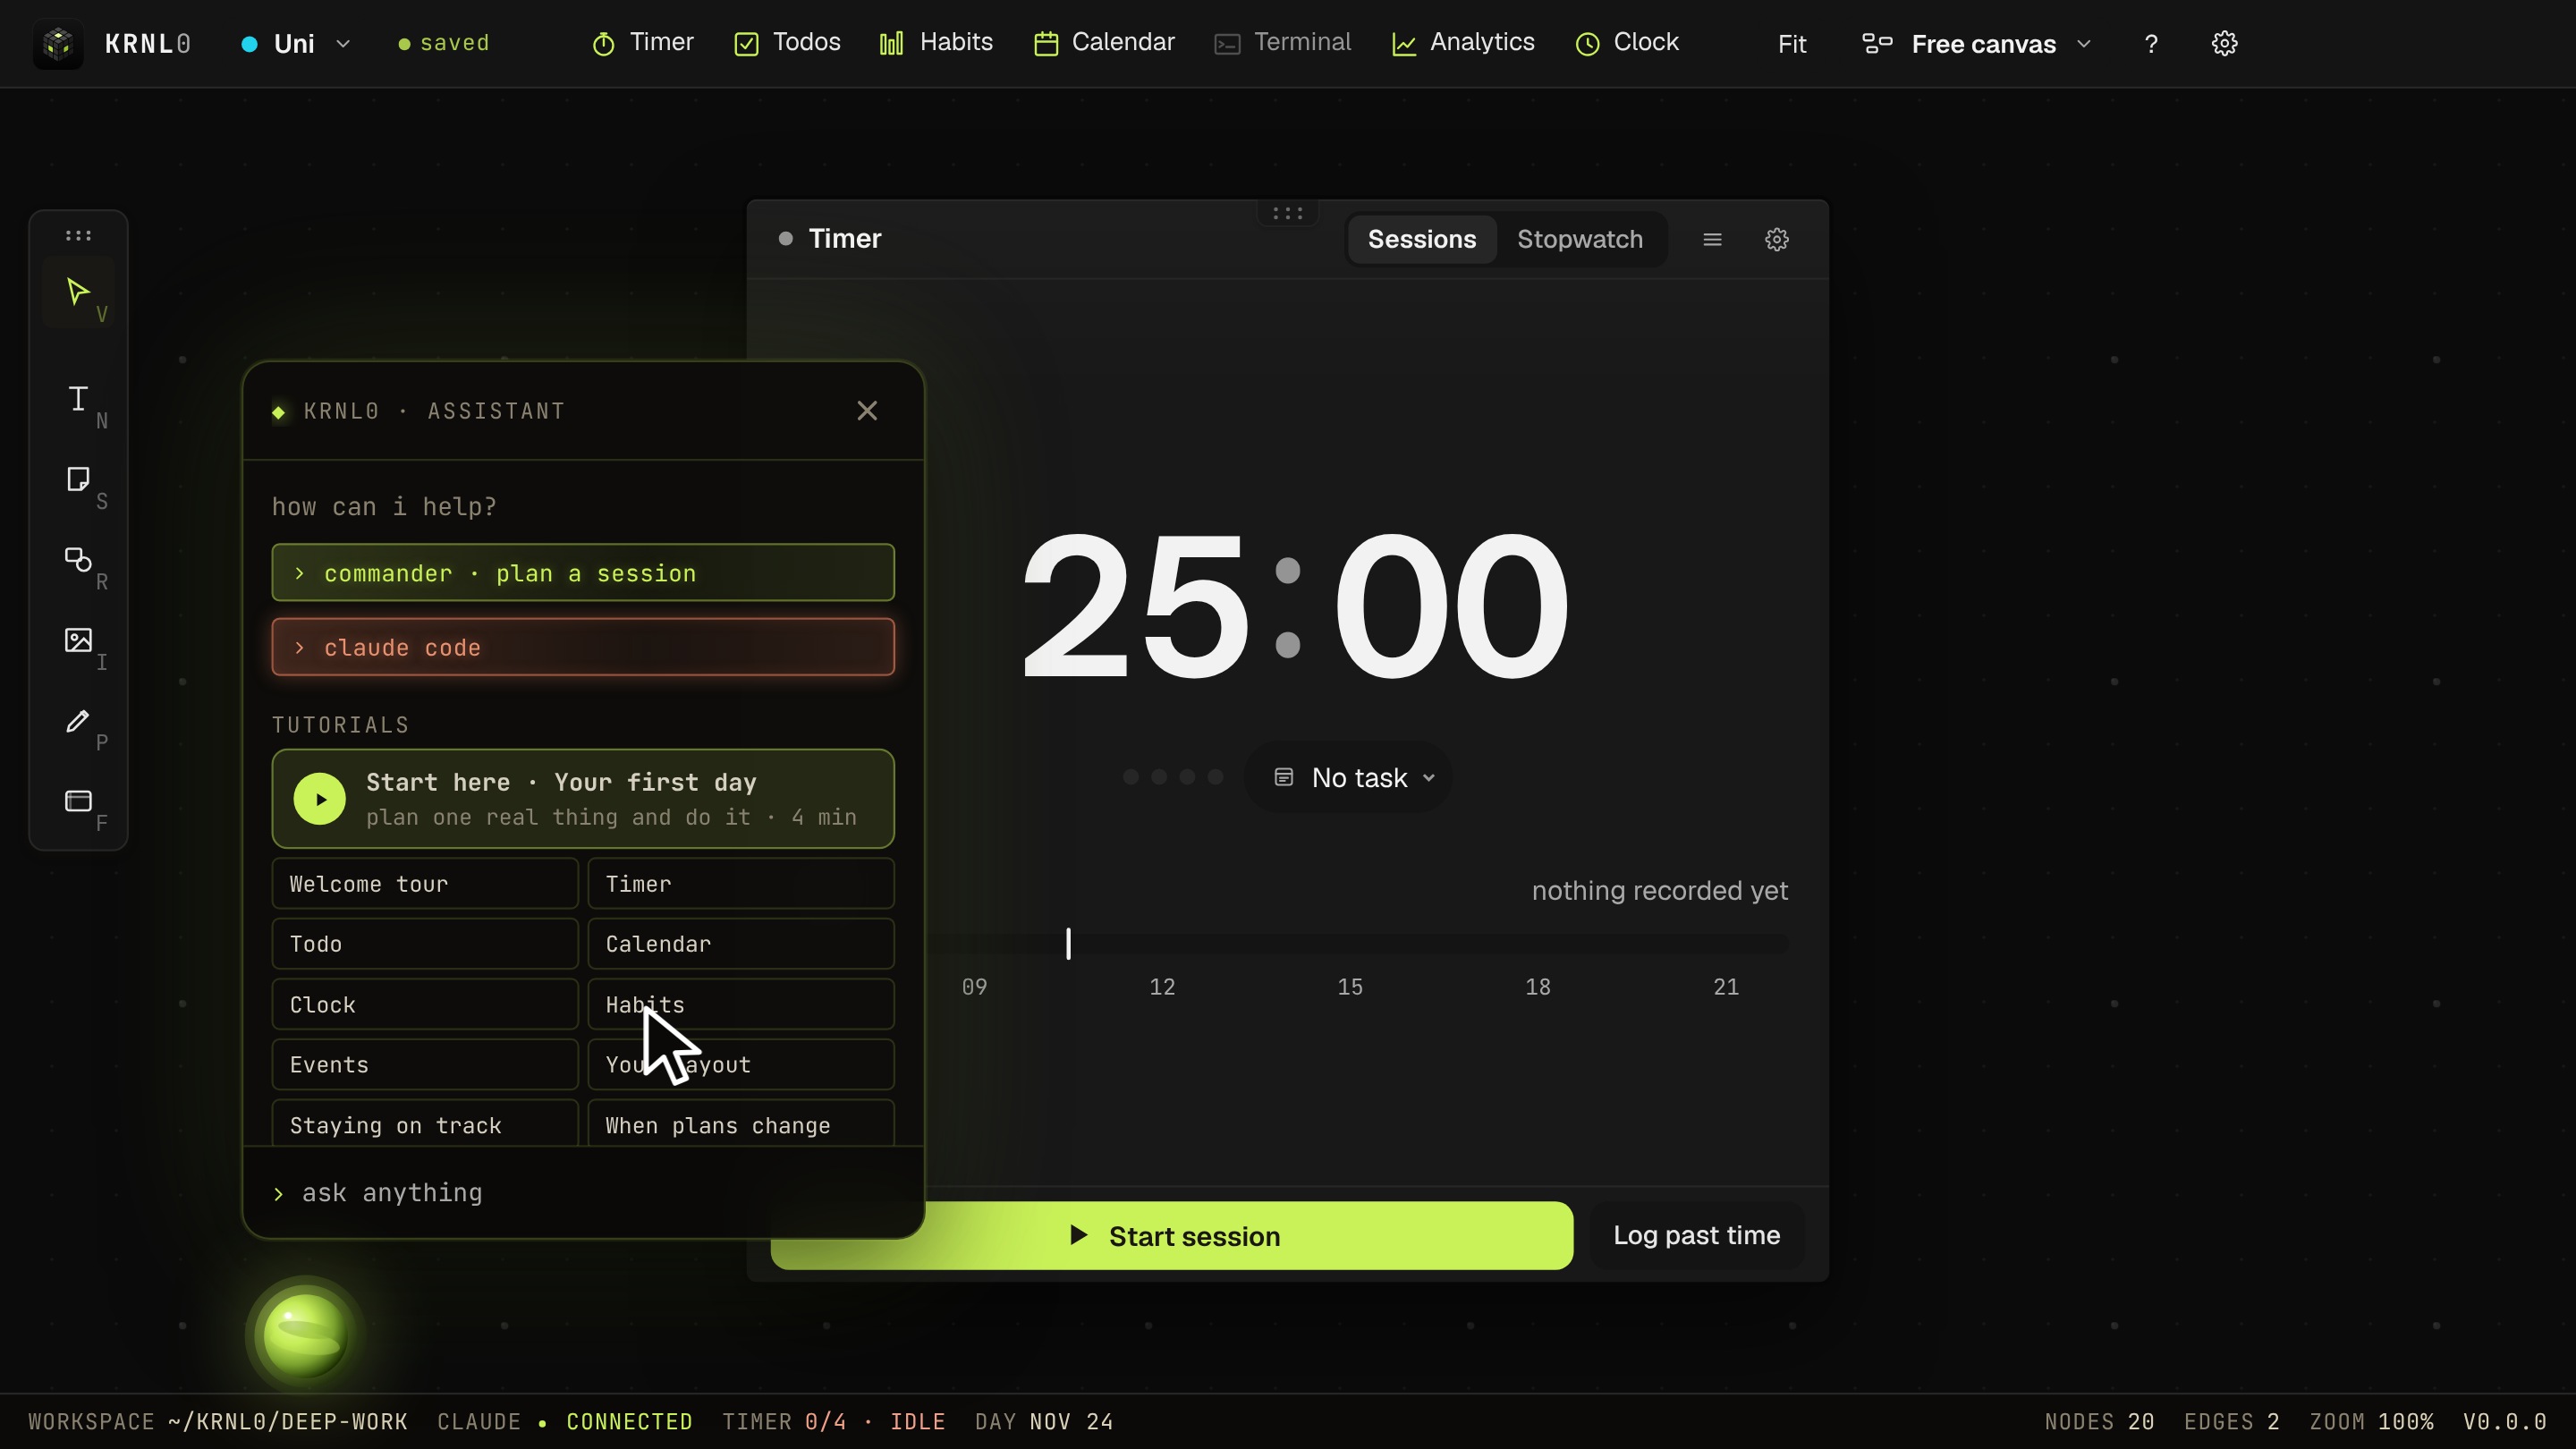 KRNL0 Uni saved Timer Todos Habits Calendar Terminal Analytics Clock Fit Free canvas ?
V
N
S
R
I
P
F
Timer Sessions Stopwatch
KRNL0 · ASSISTANT
how can i help?
commander · plan a session
claude code
TUTORIALS
Start here · Your first day
plan one real thing and do it · 4 min
Welcome tour Timer
Todo Calendar
Clock Habits
Events
Staying on track When plans change
> ask anything
25:00
No task
nothing recorded yet
09 12 15 18 21
Start session Log past time
WORKSPACE ~/KRNL0/DEEP-WORK CLAUDE • CONNECTED TIMER 0/4 · IDLE DAY NOV 24 NODES 20 EDGES 2 ZOOM 100% V0.0.0